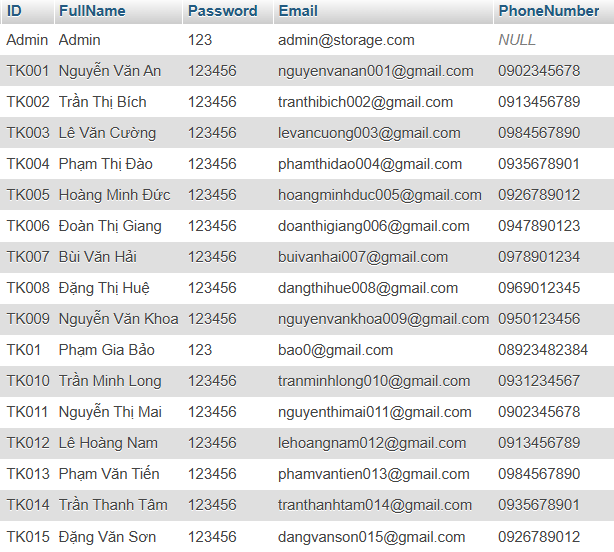 ID FullName Password Email PhoneNumber
Admin Admin 123 admin@storage.com NULL
TK001 Nguyễn Văn An 123456 nguyenvanan001@gmail.com 0902345678
TK002 Trần Thị Bích 123456 tranthibich002@gmail.com 0913456789
TK003 Lê Văn Cường 123456 levancuong003@gmail.com 0984567890
TK004 Phạm Thị Đào 123456 phamthidao004@gmail.com 0935678901
TK005 Hoàng Minh Đức 123456 hoangminhduc005@gmail.com 0926789012
TK006 Đoàn Thị Giang 123456 doanthigiang006@gmail.com 0947890123
TK007 Bùi Văn Hải 123456 buivanhai007@gmail.com 0978901234
TK008 Đặng Thị Huệ 123456 dangthihue008@gmail.com 0969012345
TK009 Nguyễn Văn Khoa 123456 nguyenvankhoa009@gmail.com 0950123456
TK01 Phạm Gia Bảo 123 bao0@gmail.com 08923482384
TK010 Trần Minh Long 123456 tranminhlong010@gmail.com 0931234567
TK011 Nguyễn Thị Mai 123456 nguyenthimai011@gmail.com 0902345678
TK012 Lê Hoàng Nam 123456 lehoangnam012@gmail.com 0913456789
TK013 Phạm Văn Tiến 123456 phamvantien013@gmail.com 0984567890
TK014 Trần Thanh Tâm 123456 tranthanhtam014@gmail.com 0935678901
TK015 Đặng Văn Sơn 123456 dangvanson015@gmail.com 0926789012